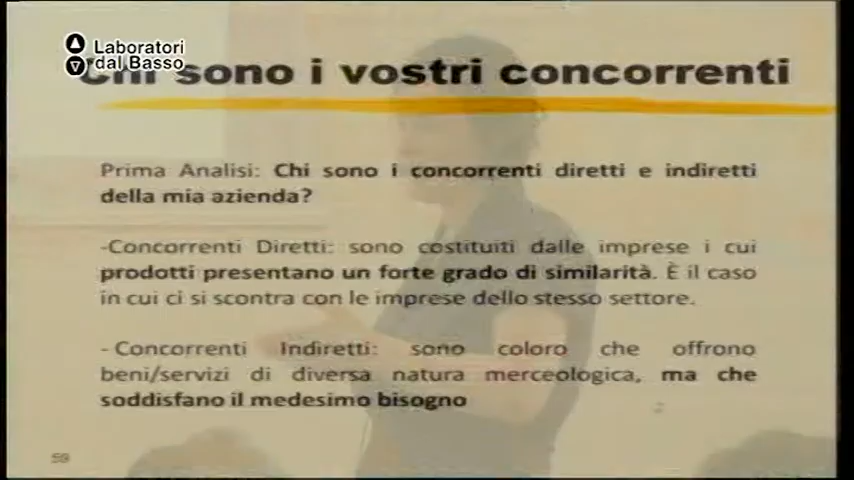 Laboratori
dal Basso
Chi sono i vostri concorrenti
Prima Analisi: Chi sono i concorrenti diretti e indiretti
della mia azienda?
-Concorrenti Diretti: sono costituiti dalle imprese i cui
prodotti presentano un forte grado di similarità. È il caso
in cui ci si scontra con le imprese dello stesso settore.
- Concorrenti Indiretti: sono coloro che offrono
beni/servizi di diversa natura merceologica, ma che
soddisfano il medesimo bisogno